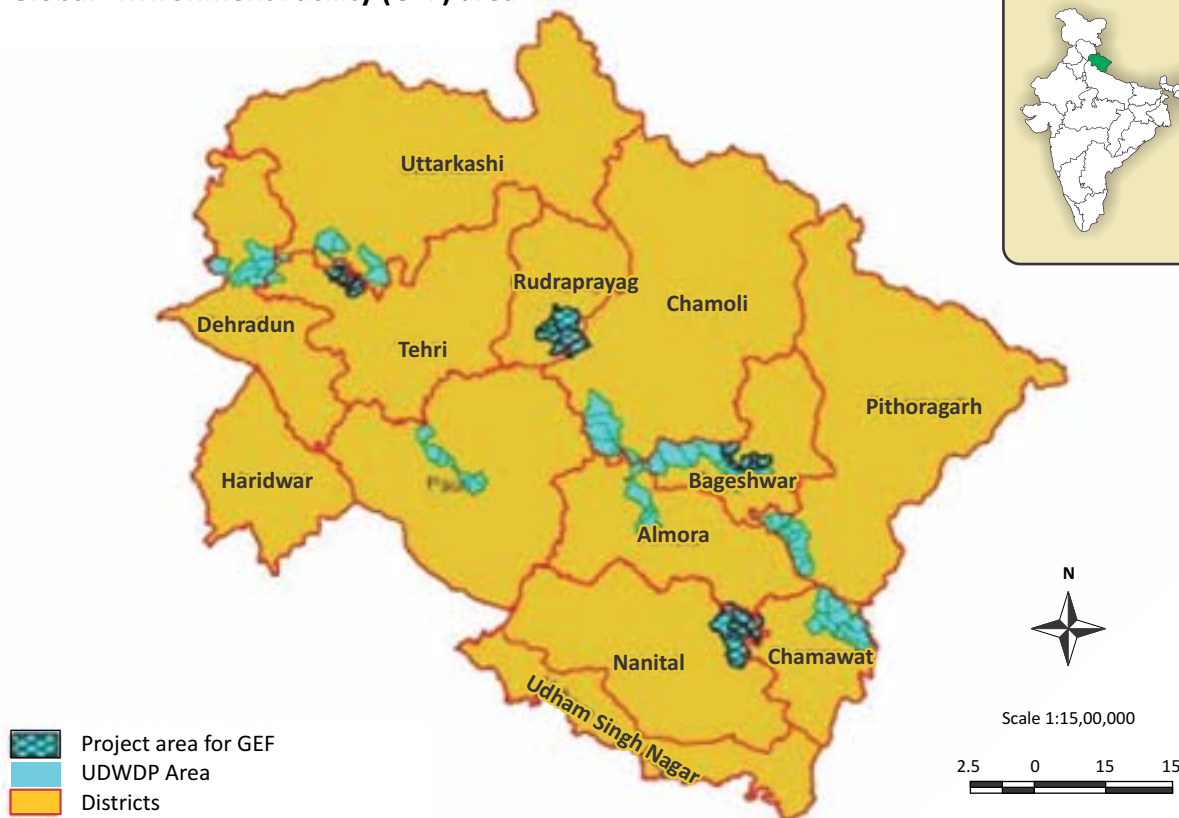 Uttarkashi
Rudraprayag
Chamoli
Dehradun
Tehri
Pithoragarh
Haridwar
Bageshwar
Almora
Nanital
Chamawat
Udham Singh Nagar
N
Scale 1:15,00,000
2.5 0 15 15
Project area for GEF
UDWDP Area
Districts